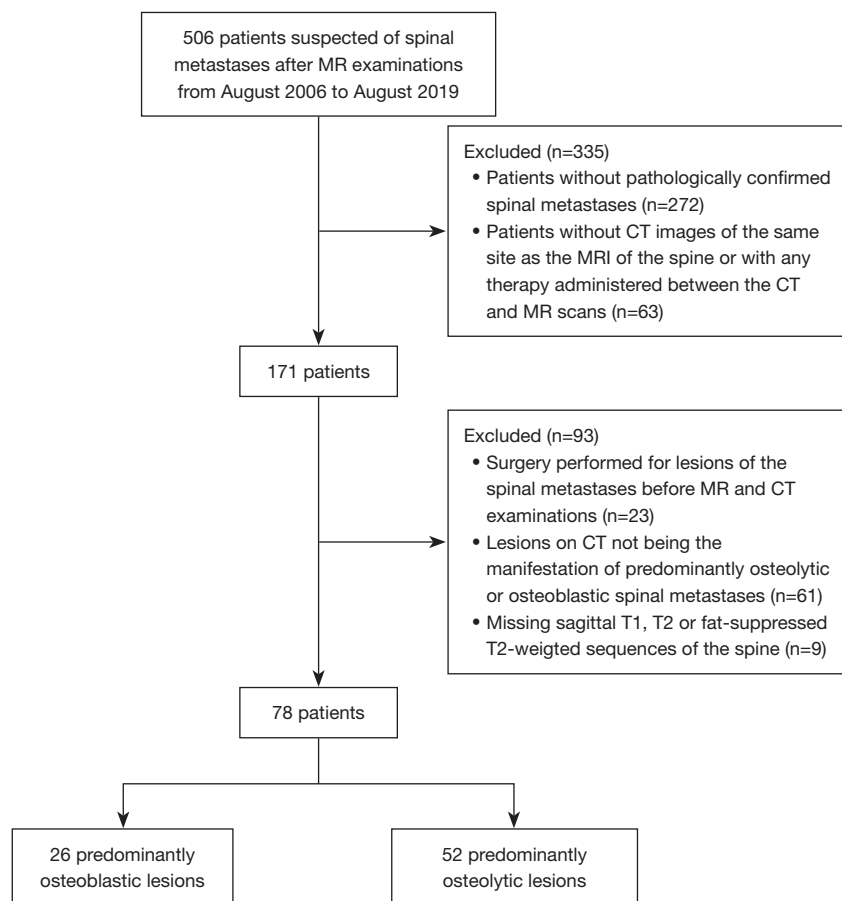 506 patients suspected of spinal
metastases after MR examinations
from August 2006 to August 2019
Excluded (n=335)
• Patients without pathologically confirmed
spinal metastases (n=272)
• Patients without CT images of the same
site as the MRI of the spine or with any
therapy administered between the CT
and MR scans (n=63)
171 patients
Excluded (n=93)
• Surgery performed for lesions of the
spinal metastases before MR and CT
examinations (n=23)
• Lesions on CT not being the
manifestation of predominantly osteolytic
or osteoblastic spinal metastases (n=61)
• Missing sagittal T1, T2 or fat-suppressed
T2-weigted sequences of the spine (n=9)
78 patients
26 predominantly
osteoblastic lesions
52 predominantly
osteolytic lesions